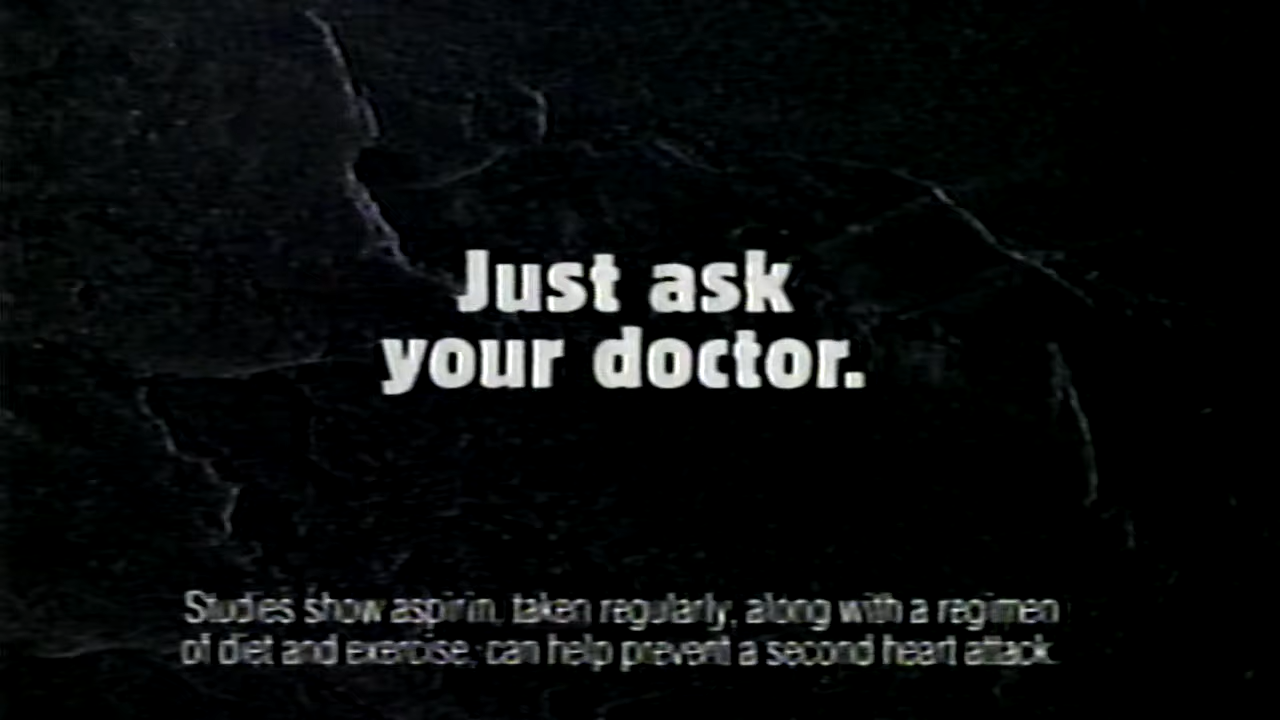 Just ask
your doctor.
Studies show aspirin, taken regularly, along with a regimen
of diet and exercise, can help prevent a second heart attack.